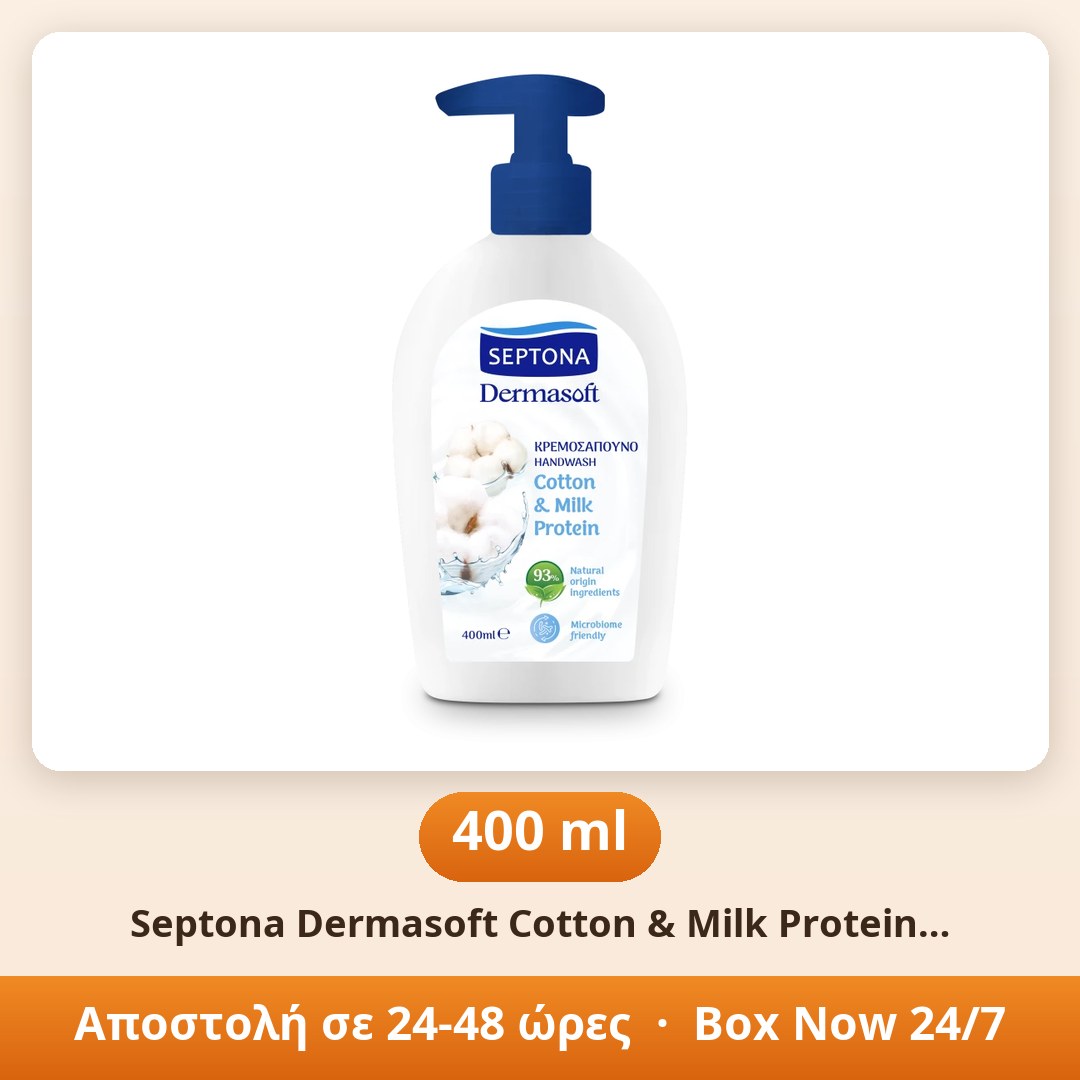 SEPTONA
Dermasoft
ΚΡΕΜΟΣΑΠΟΥΝΟ
HANDWASH
Cotton
& Milk
Protein
93%
Natural
origin
ingredients
400ml ℮
Microbiome
friendly
400 ml
Septona Dermasoft Cotton & Milk Protein...
Αποστολή σε 24-48 ώρες · Box Now 24/7